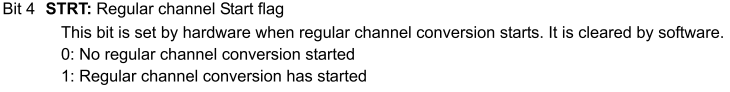 Bit 4 STRT: Regular channel Start flag
This bit is set by hardware when regular channel conversion starts. It is cleared by software.
0: No regular channel conversion started
1: Regular channel conversion has started